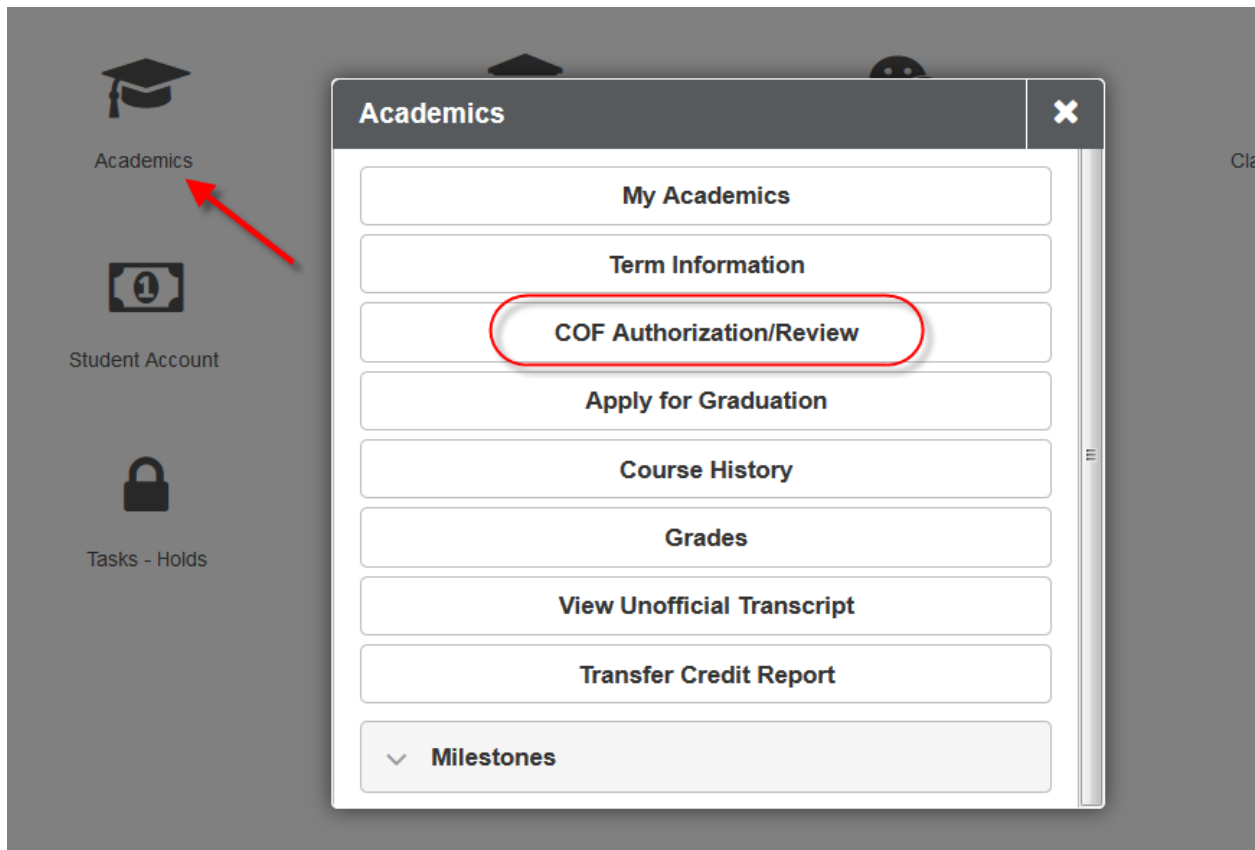 Academics
Student Account
Tasks - Holds
Academics
My Academics
Term Information
COF Authorization/Review
Apply for Graduation
Course History
Grades
View Unofficial Transcript
Transfer Credit Report
Milestones